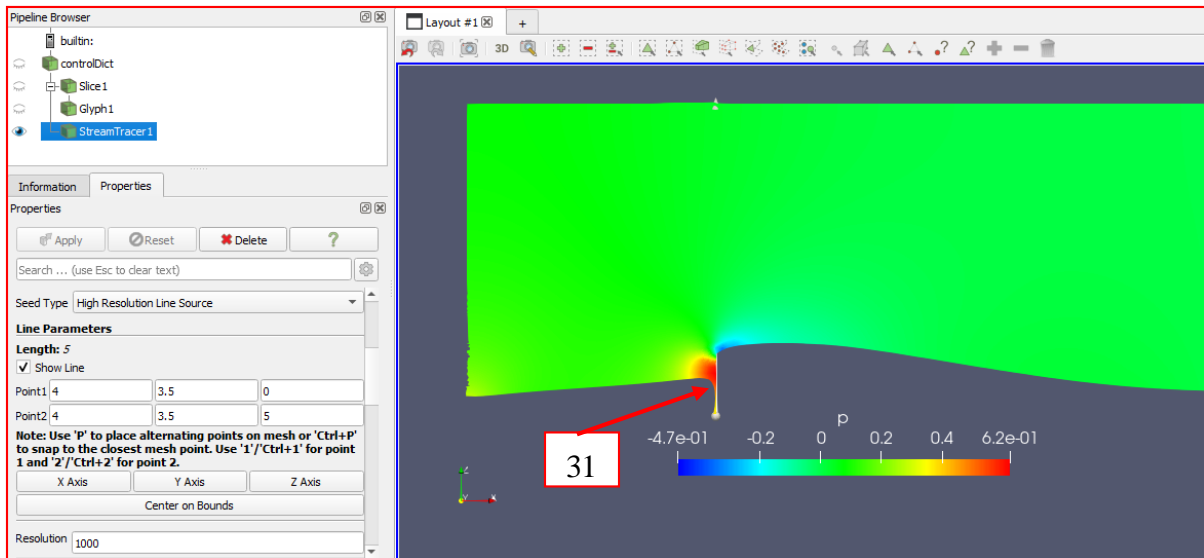 Pipeline Browser
builtin:
controlDict
Slice1
Glyph1
StreamTracer1
Information Properties
Properties
Apply Reset Delete ?
Search ... (use Esc to clear text)
Seed Type High Resolution Line Source
Line Parameters
Length: 5
Show Line
Point1 4 3.5 0
Point2 4 3.5 5
Note: Use 'P' to place alternating points on mesh or 'Ctrl+P'
to snap to the closest mesh point. Use '1'/'Ctrl+1' for point
1 and '2'/'Ctrl+2' for point 2.
X Axis Y Axis Z Axis
Center on Bounds
Resolution 1000
Layout #1 +
3D
31
p
-4.7e-01 -0.2 0 0.2 0.4 6.2e-01
Z
Y X